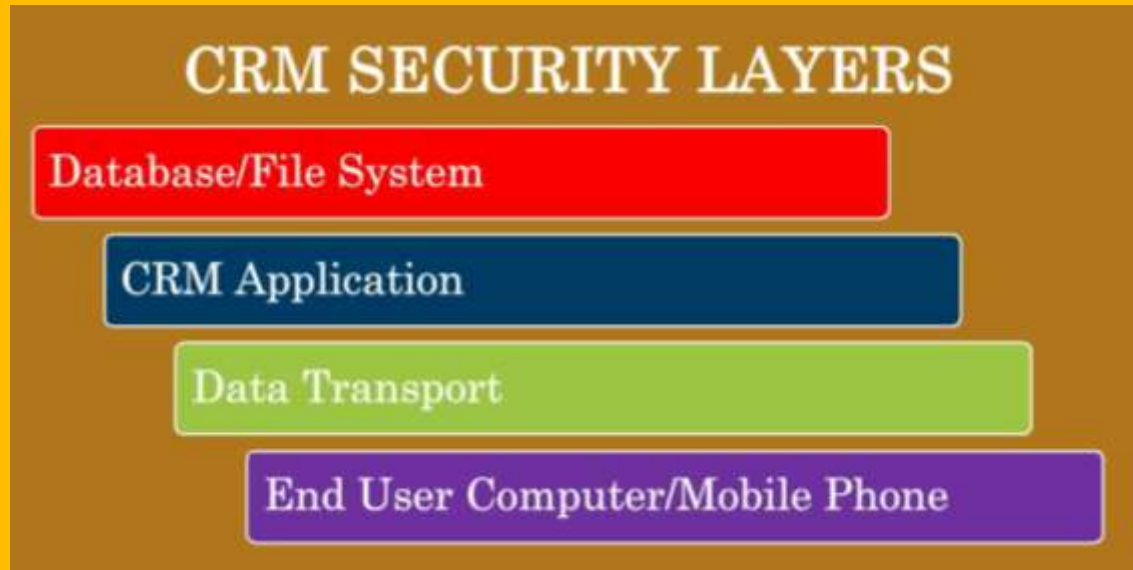 CRM SECURITY LAYERS
Database/File System
CRM Application
Data Transport
End User Computer/Mobile Phone